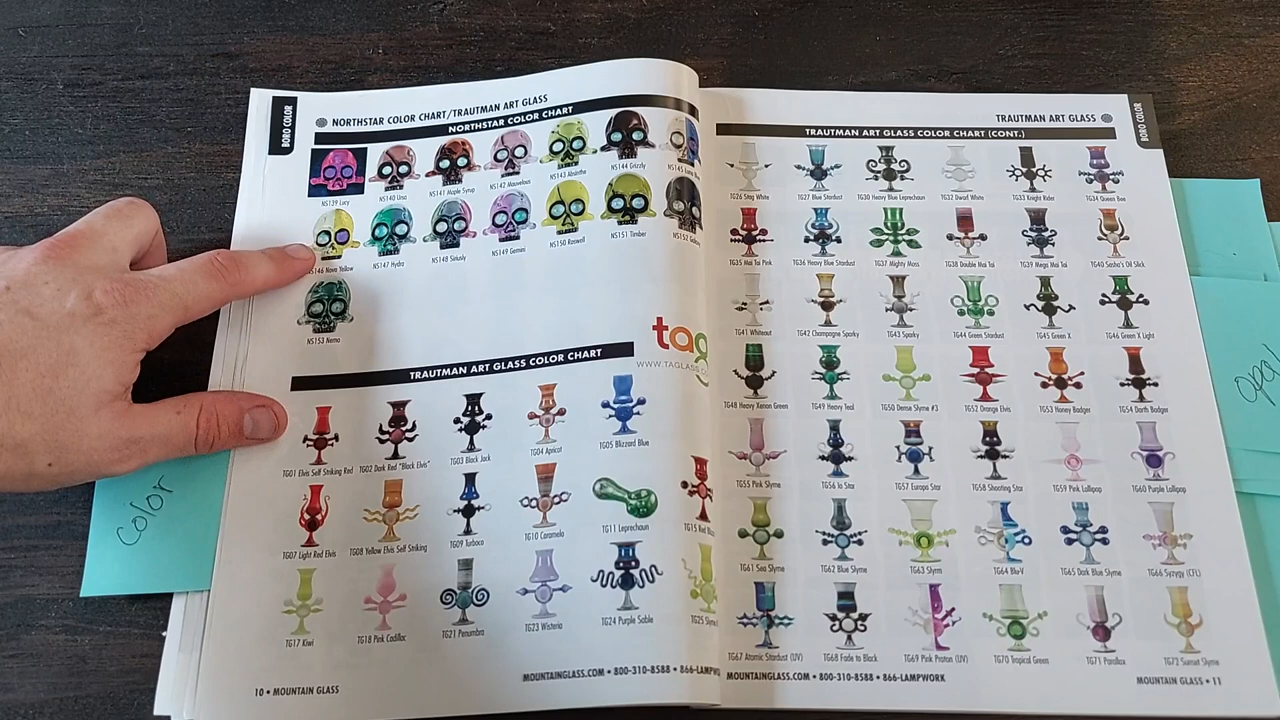 BORO COLOR
NORTHSTAR COLOR CHART/TRAUTMAN ART GLASS
NORTHSTAR COLOR CHART
NS139 Lucy
NS140 Ursa
NS141 Maple Syrup
NS142 Mauvelous
NS143 Absinthe
NS144 Grizzly
NS145
NS146 Nova Yellow
NS147 Hydra
NS148 Siriusly
NS149 Gemini
NS150 Roswell
NS151 Timber
NS152
NS153 Nemo
tag
WWW.TAGLASS
TRAUTMAN ART GLASS COLOR CHART
TG01 Elvis Self Striking Red
TG02 Dark Red "Black Elvis"
TG03 Black Jack
TG04 Apricot
TG05 Blizzard Blue
TG07 Light Red Elvis
TG08 Yellow Elvis Self Striking
TG09 Turboco
TG10 Caramelo
TG11 Leprechaun
TG15 Red
TG17 Kiwi
TG18 Pink Cadillac
TG21 Penumbra
TG23 Wisteria
TG24 Purple Sable
TG25
10 • MOUNTAIN GLASS
MOUNTAINGLASS.COM • 800-310-8588 • 866-LAMPW
color
TRAUTMAN ART GLASS
BORO COLOR
TRAUTMAN ART GLASS COLOR CHART (CONT.)
TG26 Stag White
TG27 Blue Stardust
TG30 Heavy Blue Leprechaun
TG32 Dwarf White
TG33 Knight Rider
TG34 Queen Bee
TG35 Mai Tai Pink
TG36 Heavy Blue Stardust
TG37 Mighty Moss
TG38 Double Mai Tai
TG39 Mega Mai Tai
TG40 Sasha's Oil Slick
TG41 Whiteout
TG42 Champagne Sparky
TG43 Sparky
TG44 Green Stardust
TG45 Green X
TG46 Green X Light
TG48 Heavy Xenon Green
TG49 Heavy Teal
TG50 Dense Slyme #3
TG52 Orange Elvis
TG53 Honey Badger
TG54 Darth Badger
TG55 Pink Slyme
TG56 Io Star
TG57 Europa Star
TG58 Shooting Star
TG59 Pink Lollipop
TG60 Purple Lollipop
TG61 Sea Slyme
TG62 Blue Slyme
TG63 Slyrm
TG64 Blu-V
TG65 Dark Blue Slyme
TG66 Syzygy (CFL)
TG67 Atomic Stardust (UV)
TG68 Fade to Black
TG69 Pink Proton (UV)
TG70 Tropical Green
TG71 Parallax
TG72 Sunset Slyme
MOUNTAINGLASS.COM • 800-310-8588 • 866-LAMPWORK
MOUNTAIN GLASS • 11
opal